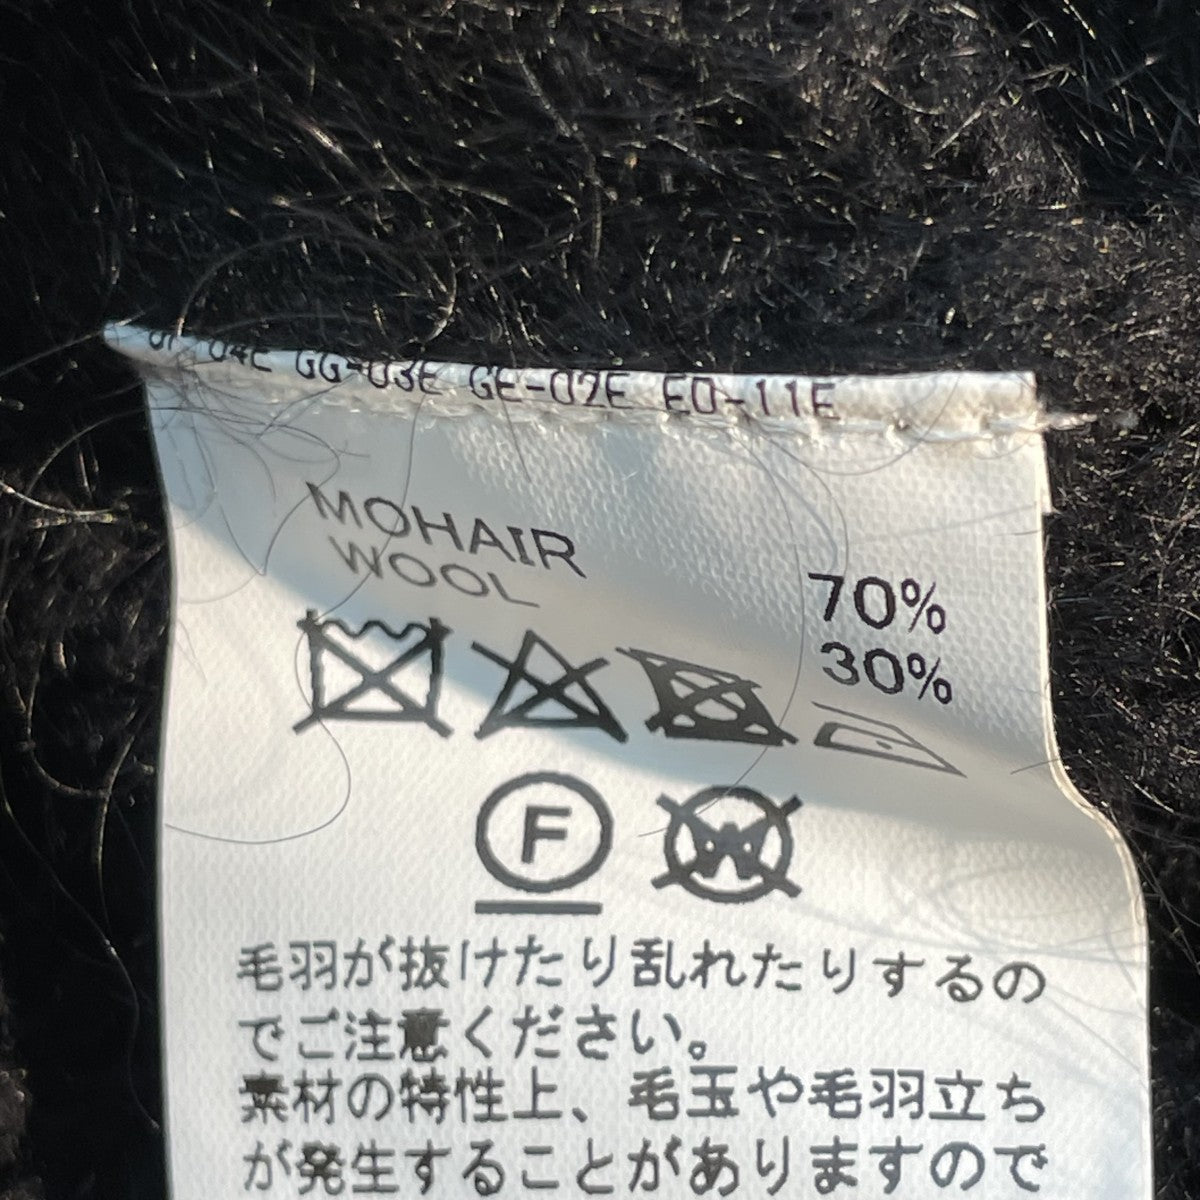 GG-03E GE-02E EO-11E
MOHAIR 70%
WOOL 30%
F
W
毛羽が抜けたり乱れたりするの
でご注意ください。
素材の特性上、毛玉や毛羽立ち
が発生することがありますので